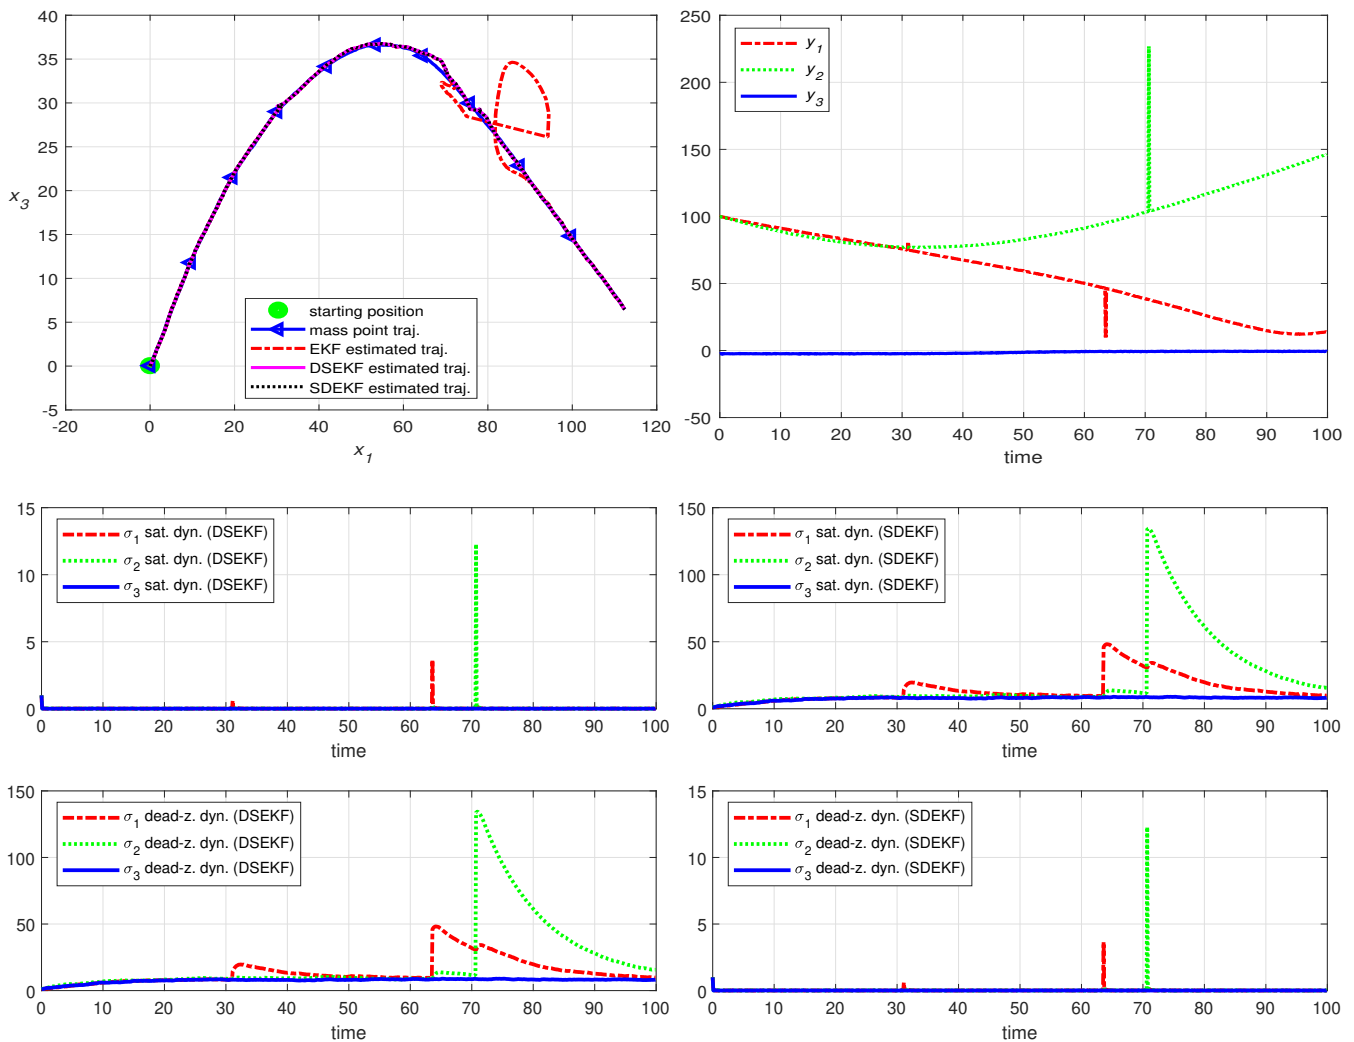 40
35
30
25
20
15
10
5
0
-5
x3
-20 0 20 40 60 80 100 120
x1
starting position
mass point traj.
EKF estimated traj.
DSEKF estimated traj.
SDEKF estimated traj.
250
200
150
100
50
0
-50
0 10 20 30 40 50 60 70 80 90 100
time
y1
y2
y3
15
10
5
0
0 10 20 30 40 50 60 70 80 90 100
time
σ1 sat. dyn. (DSEKF)
σ2 sat. dyn. (DSEKF)
σ3 sat. dyn. (DSEKF)
150
100
50
0
0 10 20 30 40 50 60 70 80 90 100
time
σ1 sat. dyn. (SDEKF)
σ2 sat. dyn. (SDEKF)
σ3 sat. dyn. (SDEKF)
150
100
50
0
0 10 20 30 40 50 60 70 80 90 100
time
σ1 dead-z. dyn. (DSEKF)
σ2 dead-z. dyn. (DSEKF)
σ3 dead-z. dyn. (DSEKF)
15
10
5
0
0 10 20 30 40 50 60 70 80 90 100
time
σ1 dead-z. dyn. (SDEKF)
σ2 dead-z. dyn. (SDEKF)
σ3 dead-z. dyn. (SDEKF)